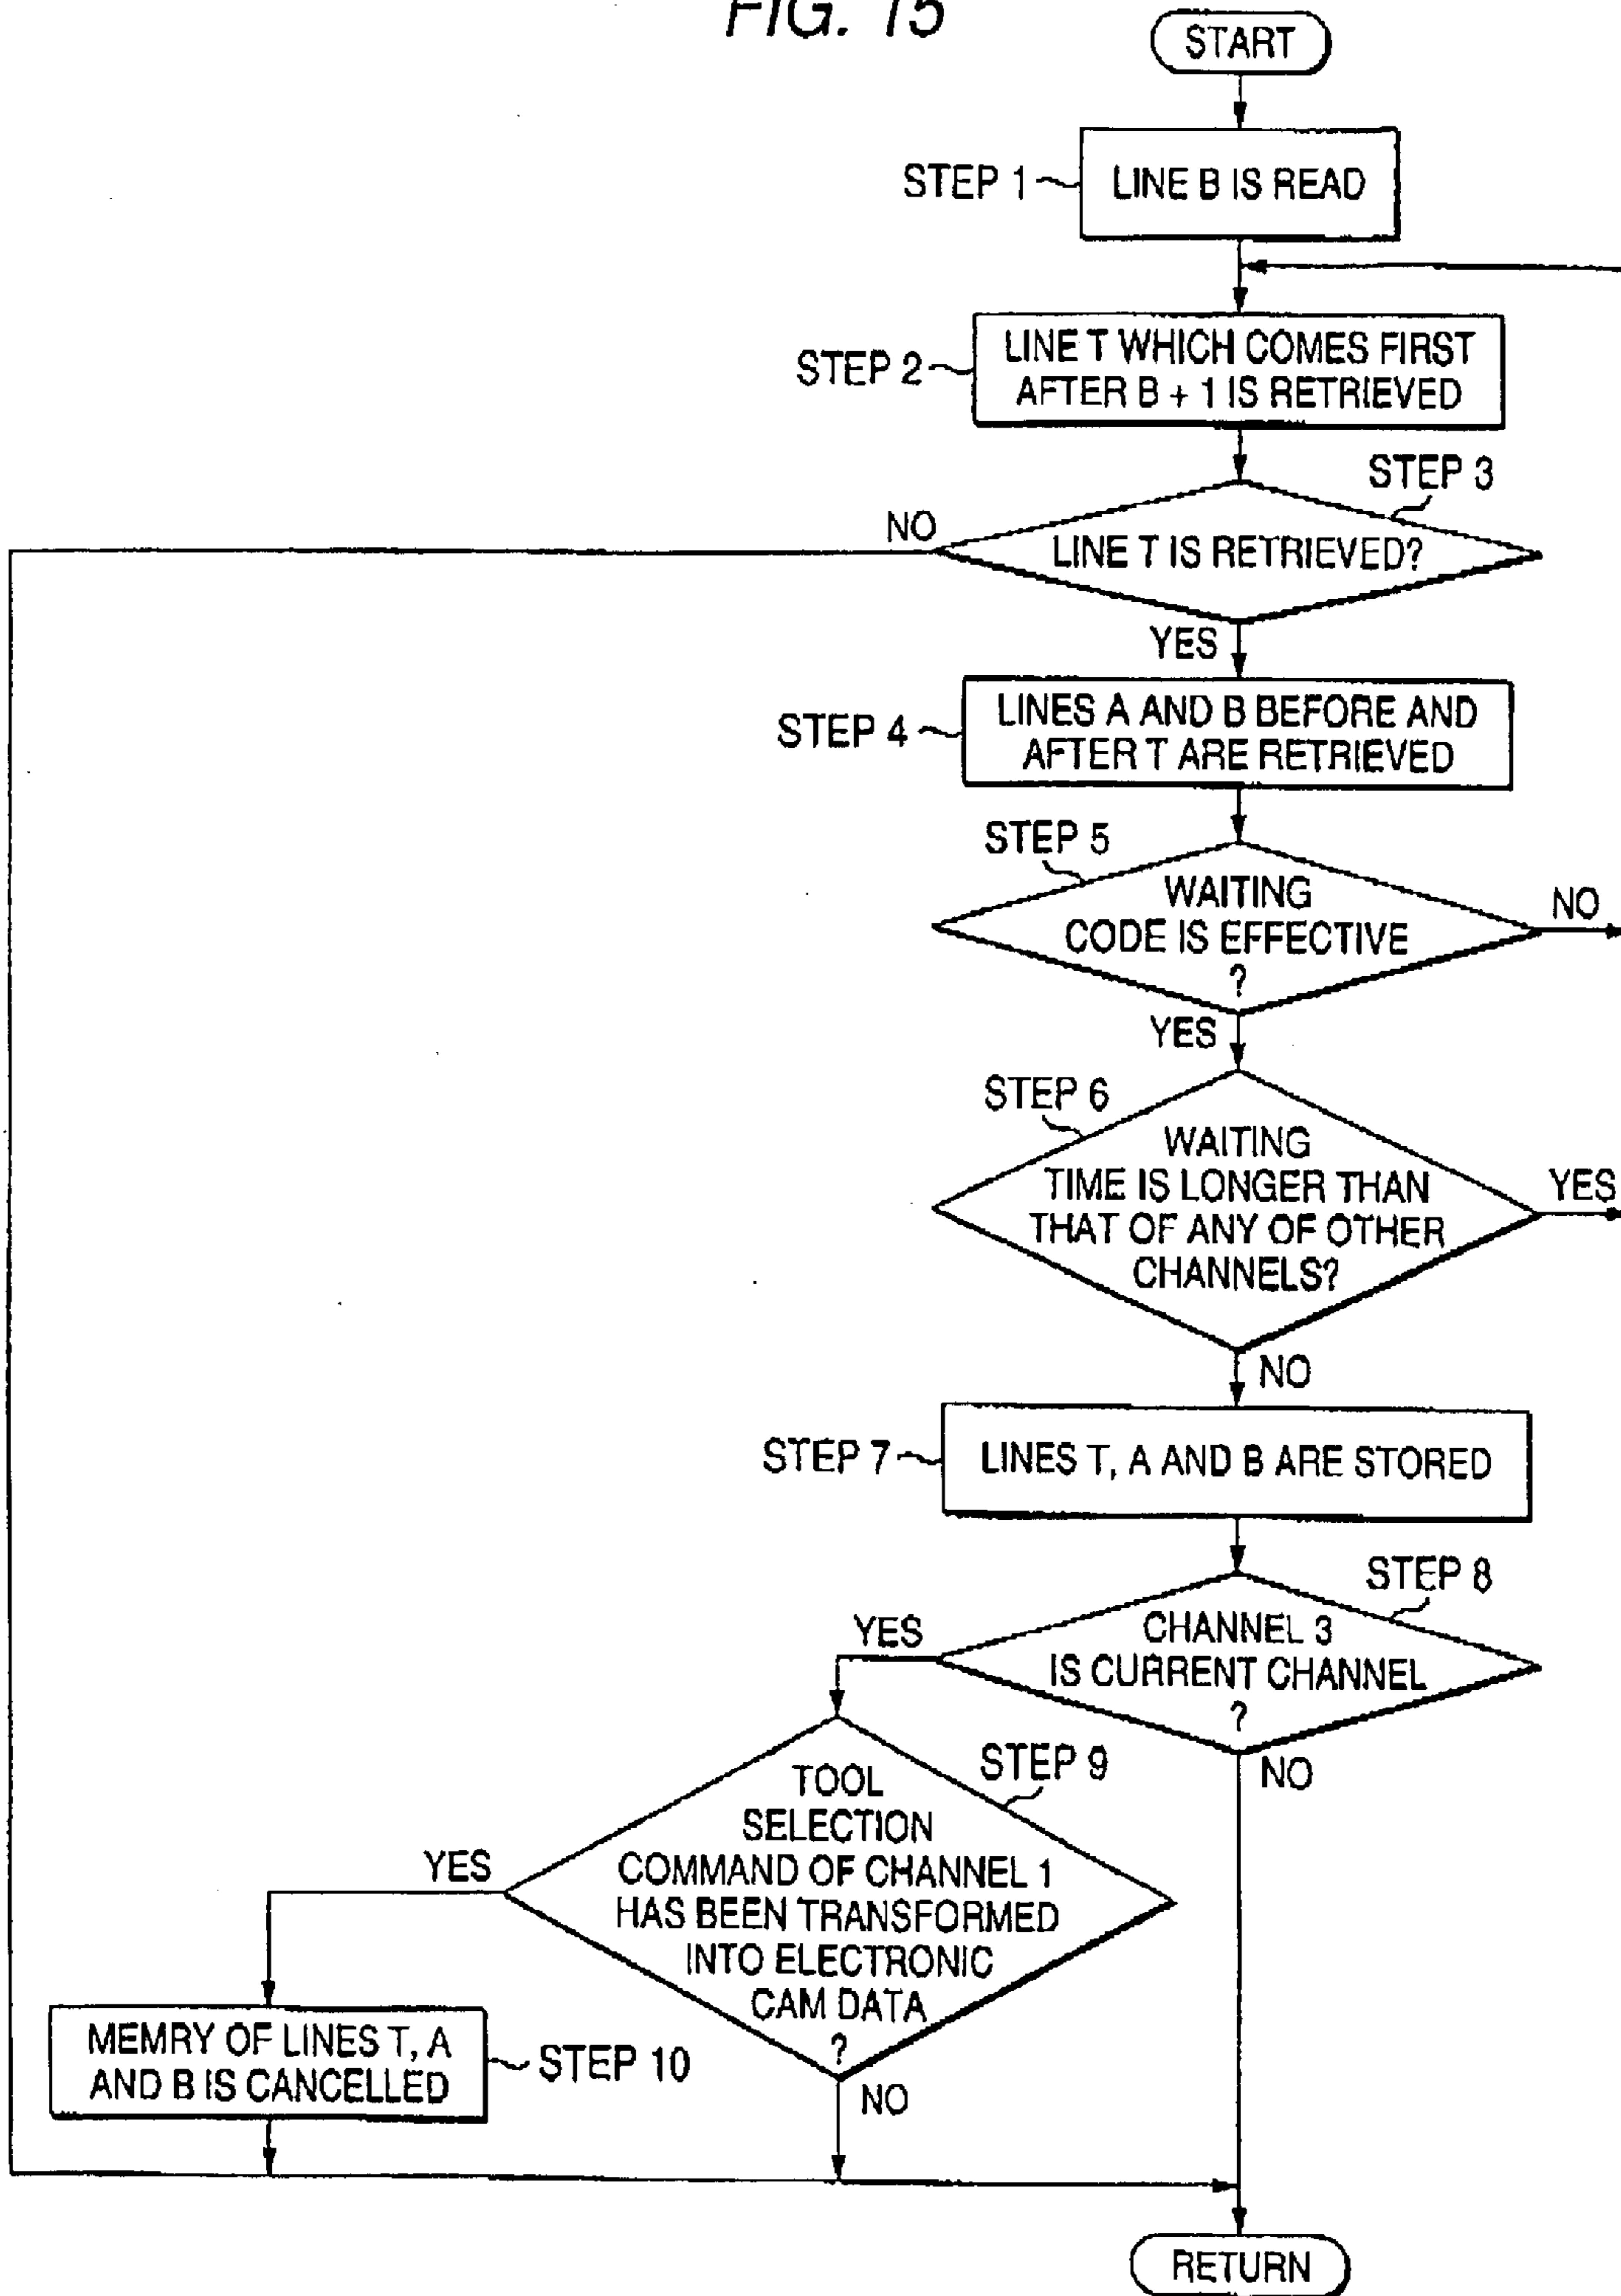 FIG. 15
START
STEP 1
LINE B IS READ
STEP 2
LINE T WHICH COMES FIRST
AFTER B + 1 IS RETRIEVED
STEP 3
NO
LINE T IS RETRIEVED?
YES
STEP 4
LINES A AND B BEFORE AND
AFTER T ARE RETRIEVED
STEP 5
WAITING
CODE IS EFFECTIVE
?
NO
YES
STEP 6
WAITING
TIME IS LONGER THAN
THAT OF ANY OF OTHER
CHANNELS?
YES
NO
STEP 7
LINES T, A AND B ARE STORED
STEP 8
YES
CHANNEL 3
IS CURRENT CHANNEL
?
NO
STEP 9
TOOL
SELECTION
COMMAND OF CHANNEL 1
HAS BEEN TRANSFORMED
INTO ELECTRONIC
CAM DATA
?
YES
NO
MEMRY OF LINES T, A
AND B IS CANCELLED
STEP 10
RETURN